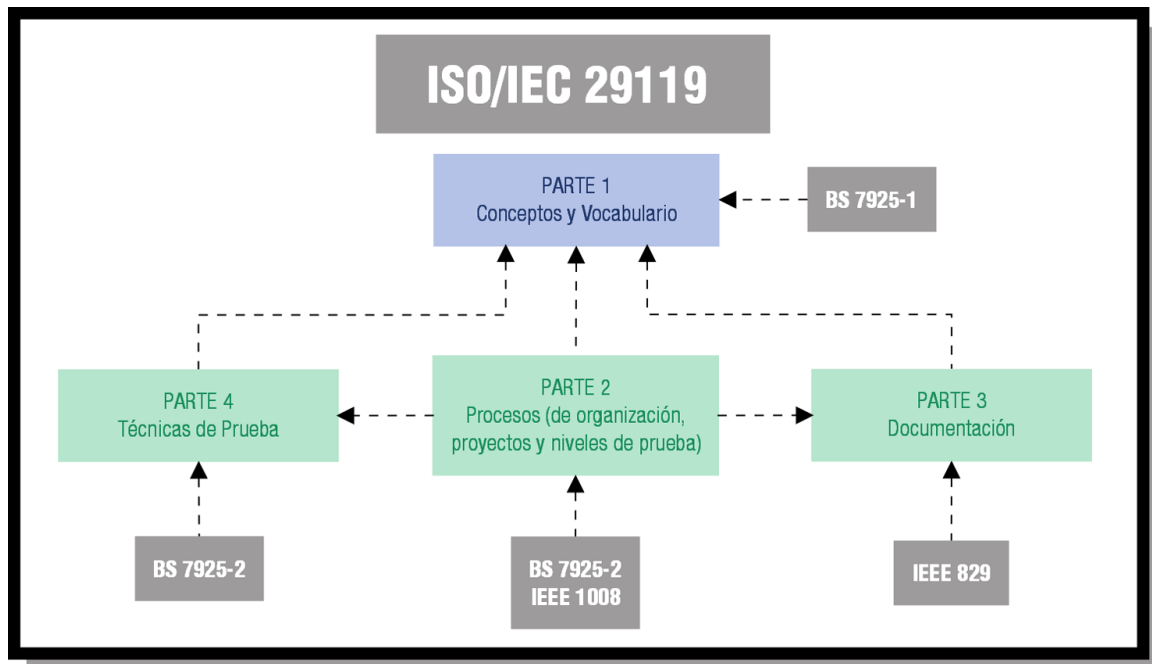 ISO/IEC 29119
PARTE 1
Conceptos y Vocabulario
BS 7925-1
PARTE 4
Técnicas de Prueba
PARTE 2
Procesos (de organización,
proyectos y niveles de prueba)
PARTE 3
Documentación
BS 7925-2
BS 7925-2
IEEE 1008
IEEE 829